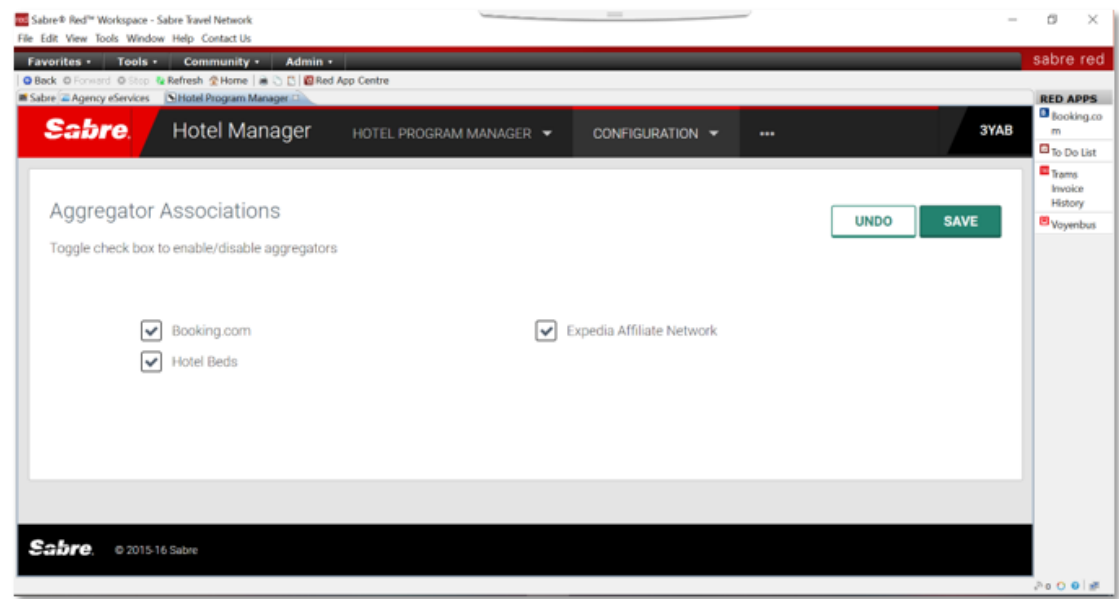 Sabre® Red™ Workspace - Sabre Travel Network
File Edit View Tools Window Help Contact Us
Favorites Tools Community Admin sabre red
Back Forward Stop Refresh Home Red App Centre
Sabre Agency eServices Hotel Program Manager
RED APPS
Booking.co
m
To Do List
Trams
Invoice
History
Voyenbus
Sabre. Hotel Manager HOTEL PROGRAM MANAGER CONFIGURATION ••• 3YAB
Aggregator Associations
UNDO SAVE
Toggle check box to enable/disable aggregators
Booking.com Expedia Affiliate Network
Hotel Beds
Sabre. © 2015-16 Sabre
0